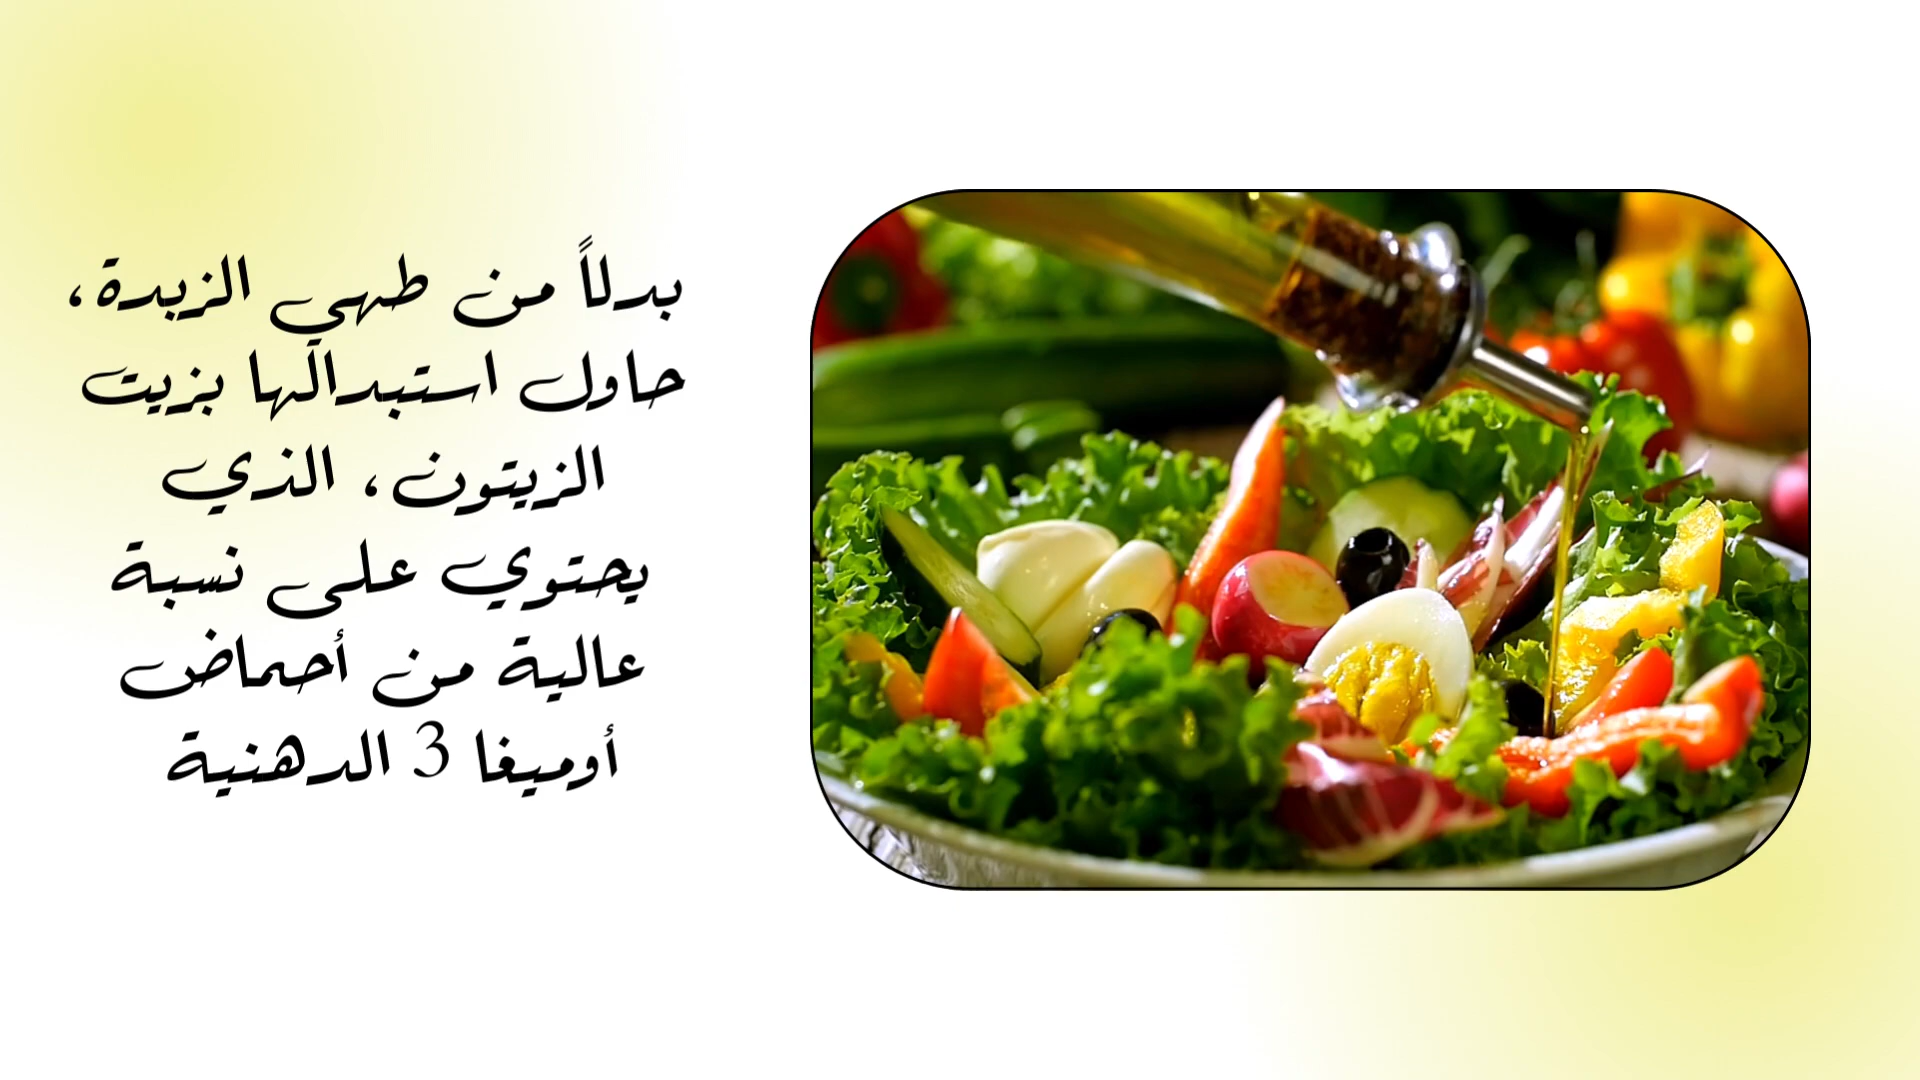 بدلاً من طهي الزبدة،
حاول استبدالها بزيت
الزيتون، الذي
يحتوي على نسبة
عالية من أحماض
أوميغا 3 الدهنية